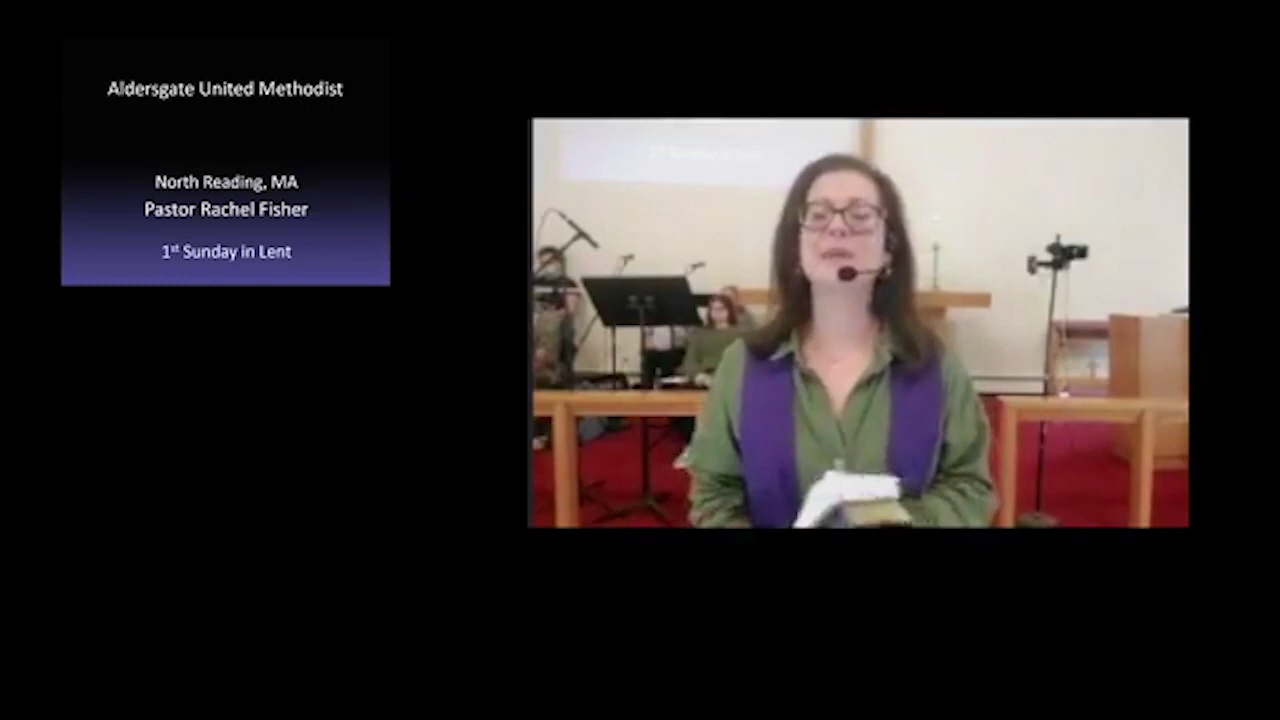 Aldersgate United Methodist
North Reading, MA
Pastor Rachel Fisher
1st Sunday in Lent